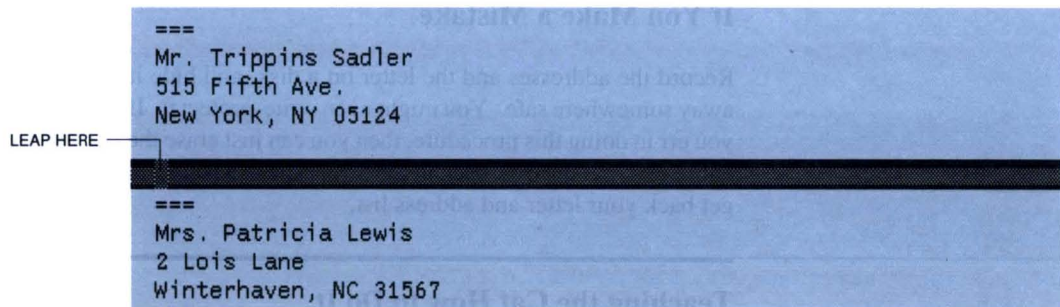 ===
Mr. Trippins Sadler
515 Fifth Ave.
New York, NY 05124
LEAP HERE
===
Mrs. Patricia Lewis
2 Lois Lane
Winterhaven, NC 31567